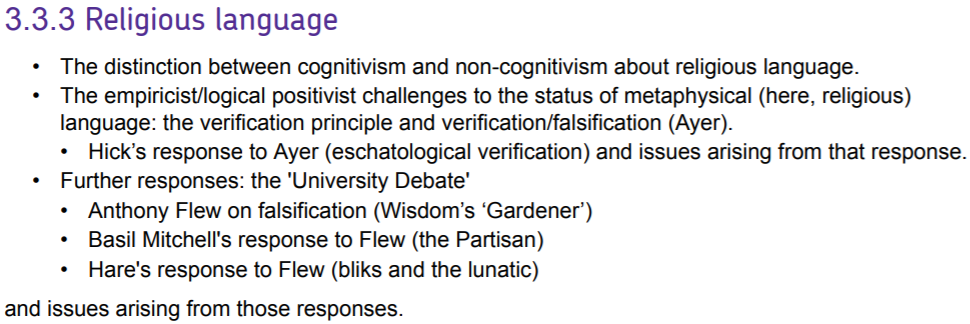 3.3.3 Religious language
• The distinction between cognitivism and non-cognitivism about religious language.
• The empiricist/logical positivist challenges to the status of metaphysical (here, religious)
language: the verification principle and verification/falsification (Ayer).
• Hick’s response to Ayer (eschatological verification) and issues arising from that response.
• Further responses: the 'University Debate'
• Anthony Flew on falsification (Wisdom’s ‘Gardener’)
• Basil Mitchell's response to Flew (the Partisan)
• Hare's response to Flew (bliks and the lunatic)
and issues arising from those responses.